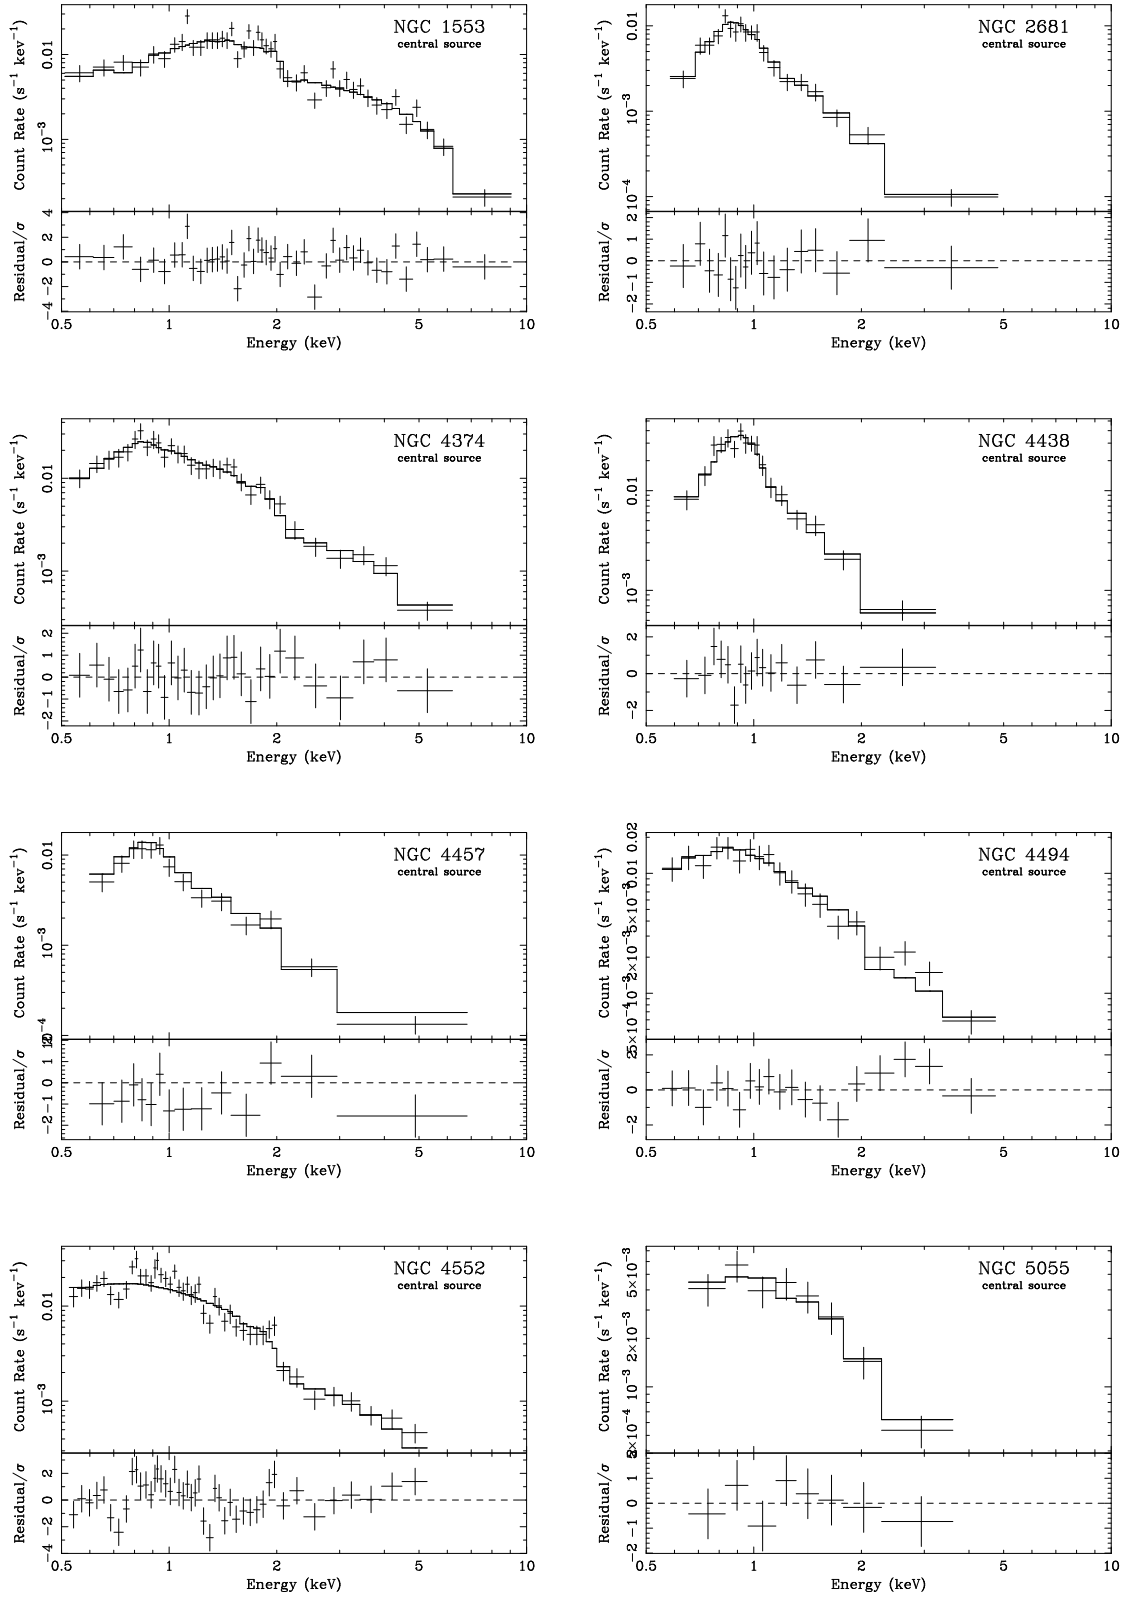 NGC 1553
central source
Count Rate (s⁻¹ keV⁻¹)
0.01
10⁻³
Residual/σ
4
2
0
−2
−4
0.5 1 2 5 10
Energy (keV)
NGC 2681
central source
Count Rate (s⁻¹ keV⁻¹)
0.01
10⁻³
2×10⁻⁴
Residual/σ
2
1
0
−1
−2
0.5 1 2 5 10
Energy (keV)
NGC 4374
central source
Count Rate (s⁻¹ keV⁻¹)
0.01
10⁻³
Residual/σ
2
1
0
−1
−2
0.5 1 2 5 10
Energy (keV)
NGC 4438
central source
Count Rate (s⁻¹ keV⁻¹)
0.01
10⁻³
Residual/σ
2
0
−2
0.5 1 2 5 10
Energy (keV)
NGC 4457
central source
Count Rate (s⁻¹ keV⁻¹)
0.01
10⁻³
10⁻⁴
Residual/σ
1
0
−1
−2
0.5 1 2 5 10
Energy (keV)
NGC 4494
central source
Count Rate (s⁻¹ keV⁻¹)
0.02
0.01
5×10⁻³
2×10⁻³
10⁻³
Residual/σ
2
0
−2
0.5 1 2 5 10
Energy (keV)
NGC 4552
central source
Count Rate (s⁻¹ keV⁻¹)
0.01
10⁻³
Residual/σ
2
0
−2
−4
0.5 1 2 5 10
Energy (keV)
NGC 5055
central source
Count Rate (s⁻¹ keV⁻¹)
5×10⁻³
2×10⁻³
10⁻³
Residual/σ
1
0
−1
−2
0.5 1 2 5 10
Energy (keV)